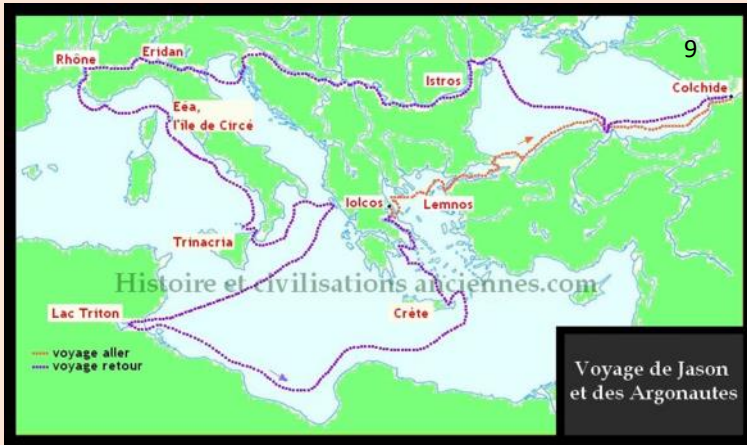 9
Rhône
Eridan
Istros
Colchide
Eéa,
l'île de Circé
Iolcos
Lemnos
Trinacria
Histoire et civilisations anciennes.com
Lac Triton
Crète
voyage aller
voyage retour
Voyage de Jason
et des Argonautes